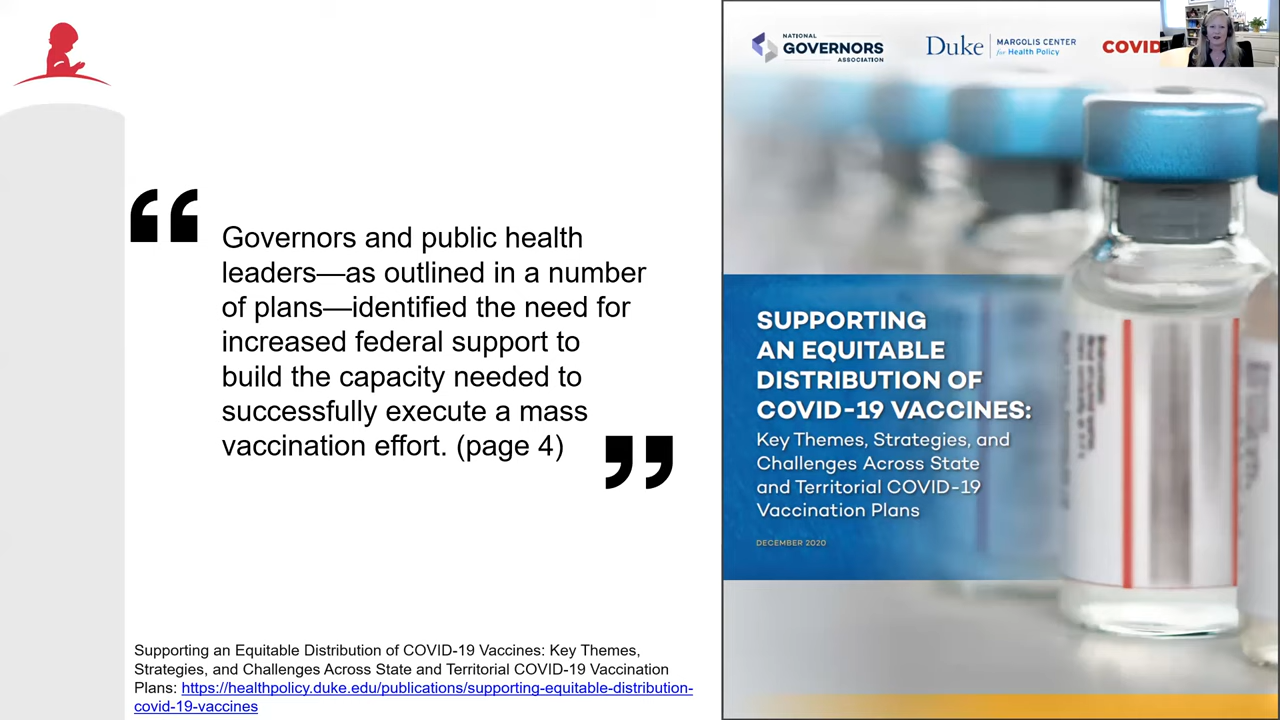 Governors and public health
leaders—as outlined in a number
of plans—identified the need for
increased federal support to
build the capacity needed to
successfully execute a mass
vaccination effort. (page 4)
Supporting an Equitable Distribution of COVID-19 Vaccines: Key Themes,
Strategies, and Challenges Across State and Territorial COVID-19 Vaccination
Plans: https://healthpolicy.duke.edu/publications/supporting-equitable-distribution-
covid-19-vaccines
NATIONAL
GOVERNORS
ASSOCIATION
Duke
MARGOLIS CENTER
for Health Policy
COVID
SUPPORTING
AN EQUITABLE
DISTRIBUTION OF
COVID-19 VACCINES:
Key Themes, Strategies, and
Challenges Across State
and Territorial COVID-19
Vaccination Plans
DECEMBER 2020